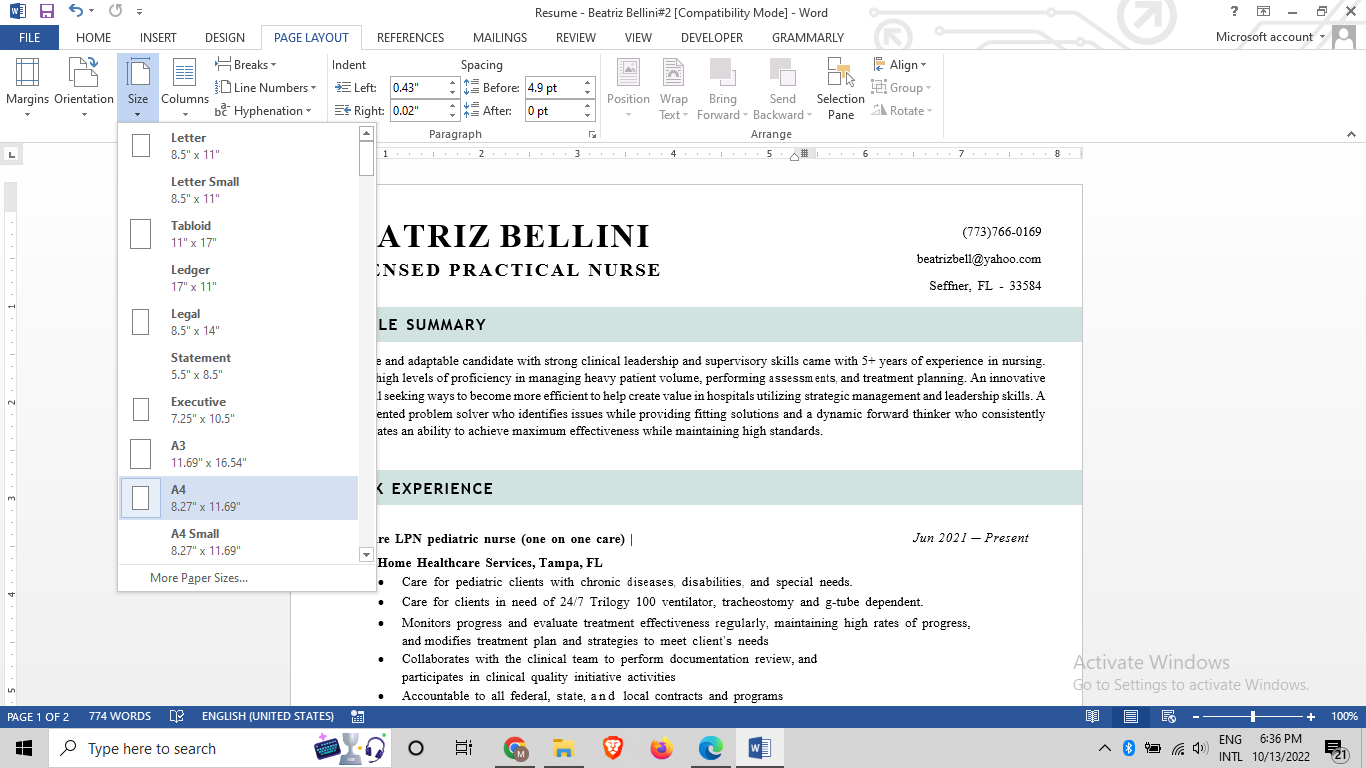 Resume - Beatriz Bellini#2 [Compatibility Mode] - Word
FILE HOME INSERT DESIGN PAGE LAYOUT REFERENCES MAILINGS REVIEW VIEW DEVELOPER GRAMMARLY Microsoft account
Margins Orientation Size Columns
Breaks
Line Numbers
Hyphenation
Indent Spacing
Left: 0.43" Before: 4.9 pt
Right: 0.02" After: 0 pt
Paragraph
Position Wrap Text Bring Forward Send Backward Selection Pane
Align
Group
Rotate
Arrange
Letter
8.5" x 11"
Letter Small
8.5" x 11"
Tabloid
11" x 17"
Ledger
17" x 11"
Legal
8.5" x 14"
Statement
5.5" x 8.5"
Executive
7.25" x 10.5"
A3
11.69" x 16.54"
A4
8.27" x 11.69"
A4 Small
8.27" x 11.69"
More Paper Sizes...
1 2 3 4 5 6 7 8
1
2
3
4
5
ATRIZ BELLINI
ENSED PRACTICAL NURSE
(773)766-0169
beatrizbell@yahoo.com
Seffner, FL - 33584
LE SUMMARY
e and adaptable candidate with strong clinical leadership and supervisory skills came with 5+ years of experience in nursing.
high levels of proficiency in managing heavy patient volume, performing assessments, and treatment planning. An innovative
l seeking ways to become more efficient to help create value in hospitals utilizing strategic management and leadership skills. A
ented problem solver who identifies issues while providing fitting solutions and a dynamic forward thinker who consistently
ates an ability to achieve maximum effectiveness while maintaining high standards.
K EXPERIENCE
re LPN pediatric nurse (one on one care) | Jun 2021 – Present
Home Healthcare Services, Tampa, FL
• Care for pediatric clients with chronic diseases, disabilities, and special needs.
• Care for clients in need of 24/7 Trilogy 100 ventilator, tracheostomy and g-tube dependent.
• Monitors progress and evaluate treatment effectiveness regularly, maintaining high rates of progress,
and modifies treatment plan and strategies to meet client's needs
• Collaborates with the clinical team to perform documentation review, and
participates in clinical quality initiative activities
• Accountable to all federal, state, and local contracts and programs
Activate Windows
Go to Settings to activate Windows.
PAGE 1 OF 2 774 WORDS ENGLISH (UNITED STATES) 100%
Type here to search
ENG 6:36 PM
INTL 10/13/2022
21